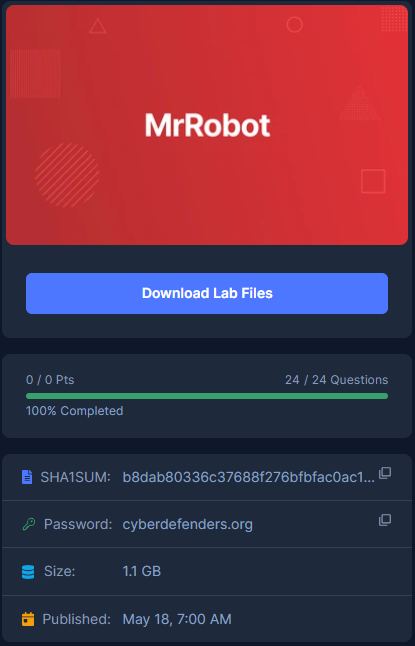 MrRobot
Download Lab Files
0 / 0 Pts 24 / 24 Questions
100% Completed
SHA1SUM: b8dab80336c37688f276bfbfac0ac1...
Password: cyberdefenders.org
Size: 1.1 GB
Published: May 18, 7:00 AM